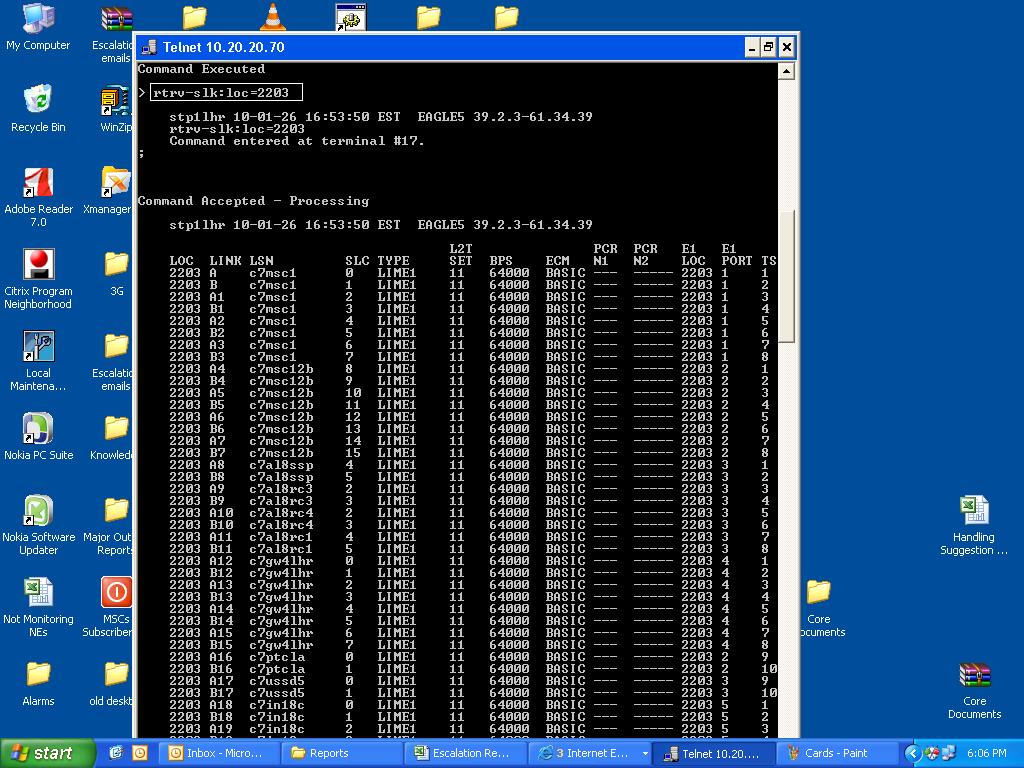 My Computer
Escalation emails
Recycle Bin
WinZip
Adobe Reader 7.0
Xmanager
Citrix Program Neighborhood
3G
Local Maintena...
Escalatio emails
Nokia PC Suite
Knowled
Nokia Software Updater
Major Out Reports
Not Monitoring NEs
MSCs Subscriber
Alarms
old deskt
Telnet 10.20.20.70
Command Executed
> rtrv-slk:loc=2203
stp1lhr 10-01-26 16:53:50 EST EAGLE5 39.2.3-61.34.39
rtrv-slk:loc=2203
Command entered at terminal #17.
;
Command Accepted - Processing
stp1lhr 10-01-26 16:53:50 EST EAGLE5 39.2.3-61.34.39
L2T PCR PCR E1 E1
LOC LINK LSN SLC TYPE SET BPS ECM N1 N2 LOC PORT TS
2203 A c7msc1 0 LIME1 11 64000 BASIC --- ----- 2203 1 1
2203 B c7msc1 1 LIME1 11 64000 BASIC --- ----- 2203 1 2
2203 A1 c7msc1 2 LIME1 11 64000 BASIC --- ----- 2203 1 3
2203 B1 c7msc1 3 LIME1 11 64000 BASIC --- ----- 2203 1 4
2203 A2 c7msc1 4 LIME1 11 64000 BASIC --- ----- 2203 1 5
2203 B2 c7msc1 5 LIME1 11 64000 BASIC --- ----- 2203 1 6
2203 A3 c7msc1 6 LIME1 11 64000 BASIC --- ----- 2203 1 7
2203 B3 c7msc1 7 LIME1 11 64000 BASIC --- ----- 2203 1 8
2203 A4 c7msc12b 8 LIME1 11 64000 BASIC --- ----- 2203 2 1
2203 B4 c7msc12b 9 LIME1 11 64000 BASIC --- ----- 2203 2 2
2203 A5 c7msc12b 10 LIME1 11 64000 BASIC --- ----- 2203 2 3
2203 B5 c7msc12b 11 LIME1 11 64000 BASIC --- ----- 2203 2 4
2203 A6 c7msc12b 12 LIME1 11 64000 BASIC --- ----- 2203 2 5
2203 B6 c7msc12b 13 LIME1 11 64000 BASIC --- ----- 2203 2 6
2203 A7 c7msc12b 14 LIME1 11 64000 BASIC --- ----- 2203 2 7
2203 B7 c7msc12b 15 LIME1 11 64000 BASIC --- ----- 2203 2 8
2203 A8 c7al8ssp 4 LIME1 11 64000 BASIC --- ----- 2203 3 1
2203 B8 c7al8ssp 5 LIME1 11 64000 BASIC --- ----- 2203 3 2
2203 A9 c7al8rc3 2 LIME1 11 64000 BASIC --- ----- 2203 3 3
2203 B9 c7al8rc3 3 LIME1 11 64000 BASIC --- ----- 2203 3 4
2203 A10 c7al8rc4 2 LIME1 11 64000 BASIC --- ----- 2203 3 5
2203 B10 c7al8rc4 3 LIME1 11 64000 BASIC --- ----- 2203 3 6
2203 A11 c7al8rc1 4 LIME1 11 64000 BASIC --- ----- 2203 3 7
2203 B11 c7al8rc1 5 LIME1 11 64000 BASIC --- ----- 2203 3 8
2203 A12 c7gw4lhr 0 LIME1 11 64000 BASIC --- ----- 2203 4 1
2203 B12 c7gw4lhr 1 LIME1 11 64000 BASIC --- ----- 2203 4 2
2203 A13 c7gw4lhr 2 LIME1 11 64000 BASIC --- ----- 2203 4 3
2203 B13 c7gw4lhr 3 LIME1 11 64000 BASIC --- ----- 2203 4 4
2203 A14 c7gw4lhr 4 LIME1 11 64000 BASIC --- ----- 2203 4 5
2203 B14 c7gw4lhr 5 LIME1 11 64000 BASIC --- ----- 2203 4 6
2203 A15 c7gw4lhr 6 LIME1 11 64000 BASIC --- ----- 2203 4 7
2203 B15 c7gw4lhr 7 LIME1 11 64000 BASIC --- ----- 2203 4 8
2203 A16 c7ptcla 0 LIME1 11 64000 BASIC --- ----- 2203 2 9
2203 B16 c7ptcla 1 LIME1 11 64000 BASIC --- ----- 2203 2 10
2203 A17 c7ussd5 0 LIME1 11 64000 BASIC --- ----- 2203 3 9
2203 B17 c7ussd5 1 LIME1 11 64000 BASIC --- ----- 2203 3 10
2203 A18 c7in18c 0 LIME1 11 64000 BASIC --- ----- 2203 5 1
2203 B18 c7in18c 1 LIME1 11 64000 BASIC --- ----- 2203 5 2
2203 A19 c7in18c 2 LIME1 11 64000 BASIC --- ----- 2203 5 3
Handling Suggestion ...
Core ocuments
Core Documents
start
Inbox - Micro...
Reports
Escalation Re...
3 Internet E...
Telnet 10.20....
Cards - Paint
6:06 PM